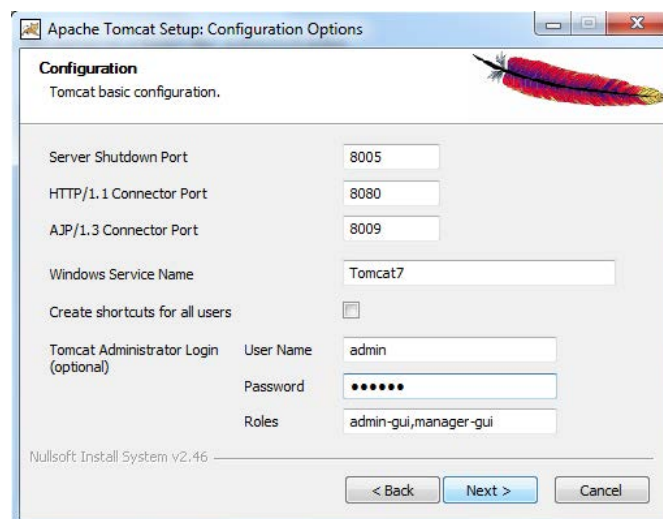 Apache Tomcat Setup: Configuration Options
Configuration
Tomcat basic configuration.
Server Shutdown Port 8005
HTTP/1.1 Connector Port 8080
AJP/1.3 Connector Port 8009
Windows Service Name Tomcat7
Create shortcuts for all users
Tomcat Administrator Login (optional) User Name admin
Password ●●●●●●
Roles admin-gui,manager-gui
Nullsoft Install System v2.46
< Back Next > Cancel